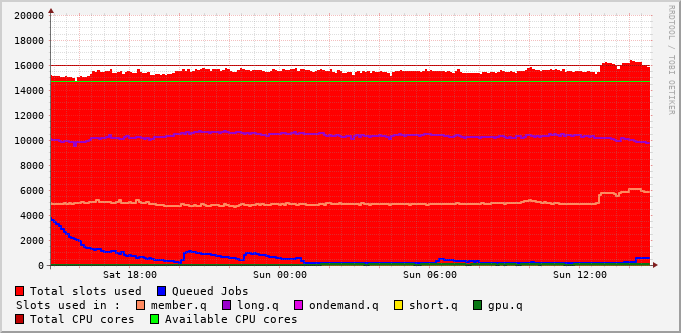 20000
18000
16000
14000
12000
10000
8000
6000
4000
2000
0
Sat 18:00 Sun 00:00 Sun 06:00 Sun 12:00
Total slots used Queued Jobs
Slots used in : member.q long.q ondemand.q short.q gpu.q
Total CPU cores Available CPU cores
RRDTOOL / TOBI OETIKER